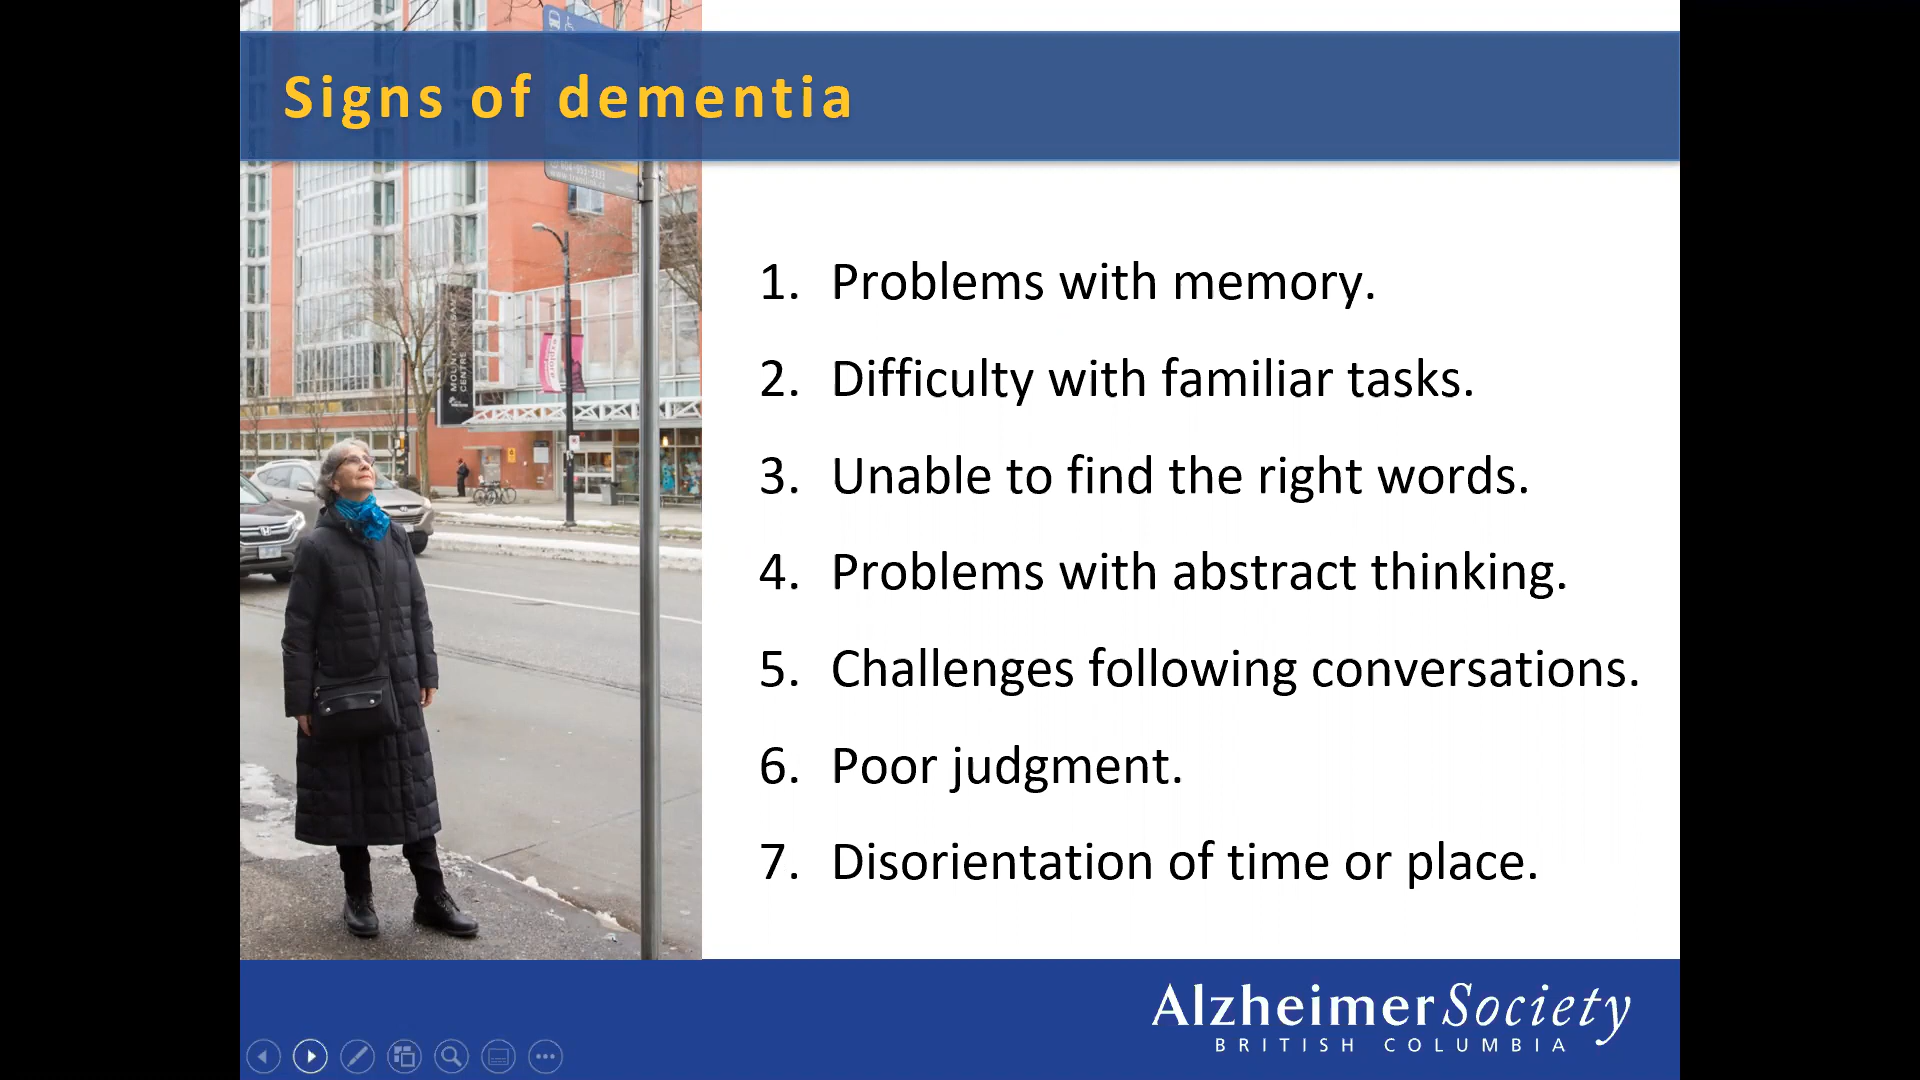 Signs of dementia
1. Problems with memory.
2. Difficulty with familiar tasks.
3. Unable to find the right words.
4. Problems with abstract thinking.
5. Challenges following conversations.
6. Poor judgment.
7. Disorientation of time or place.
CENTRE
AlzheimerSociety
BRITISH COLUMBIA